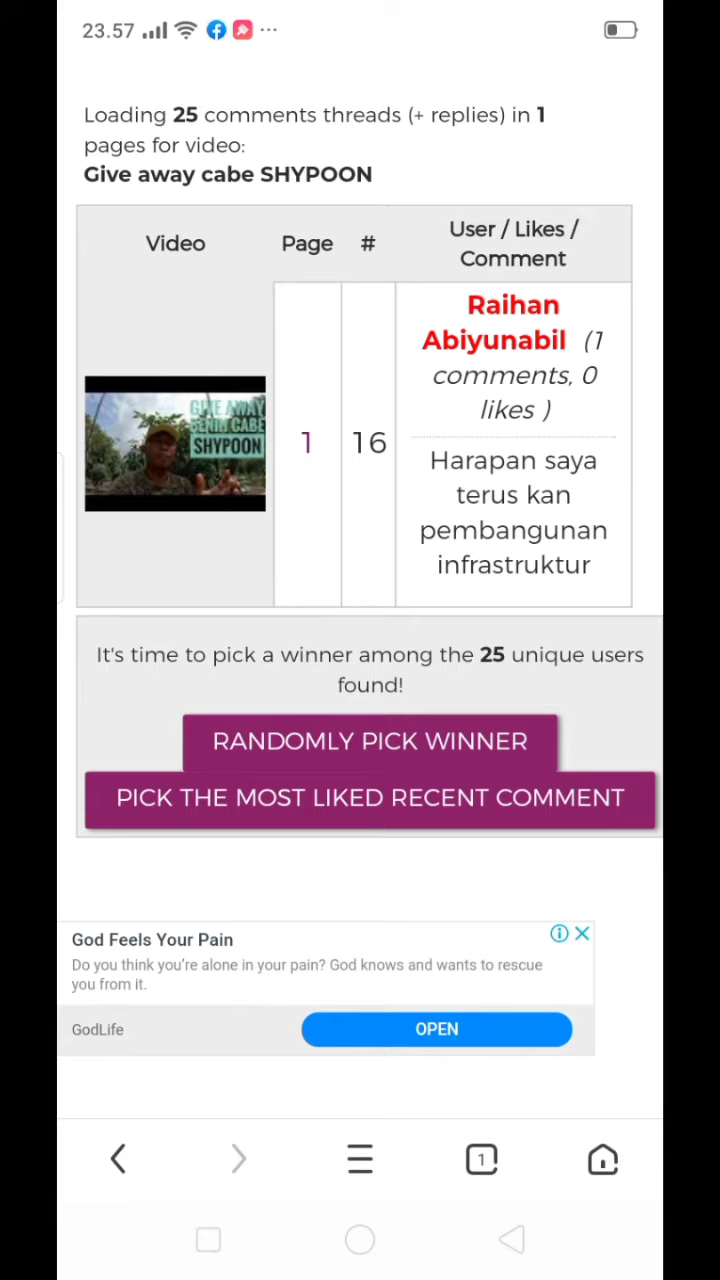 23.57
Loading 25 comments threads (+ replies) in 1
pages for video:
Give away cabe SHYPOON
Video
Page
#
User / Likes /
Comment
GIVE AWAY
BENIH CABE
SHYPOON
1
16
Raihan
Abiyunabil (1
comments, 0
likes )
Harapan saya
terus kan
pembangunan
infrastruktur
It's time to pick a winner among the 25 unique users
found!
RANDOMLY PICK WINNER
PICK THE MOST LIKED RECENT COMMENT
God Feels Your Pain
Do you think you're alone in your pain? God knows and wants to rescue
you from it.
GodLife
OPEN
1